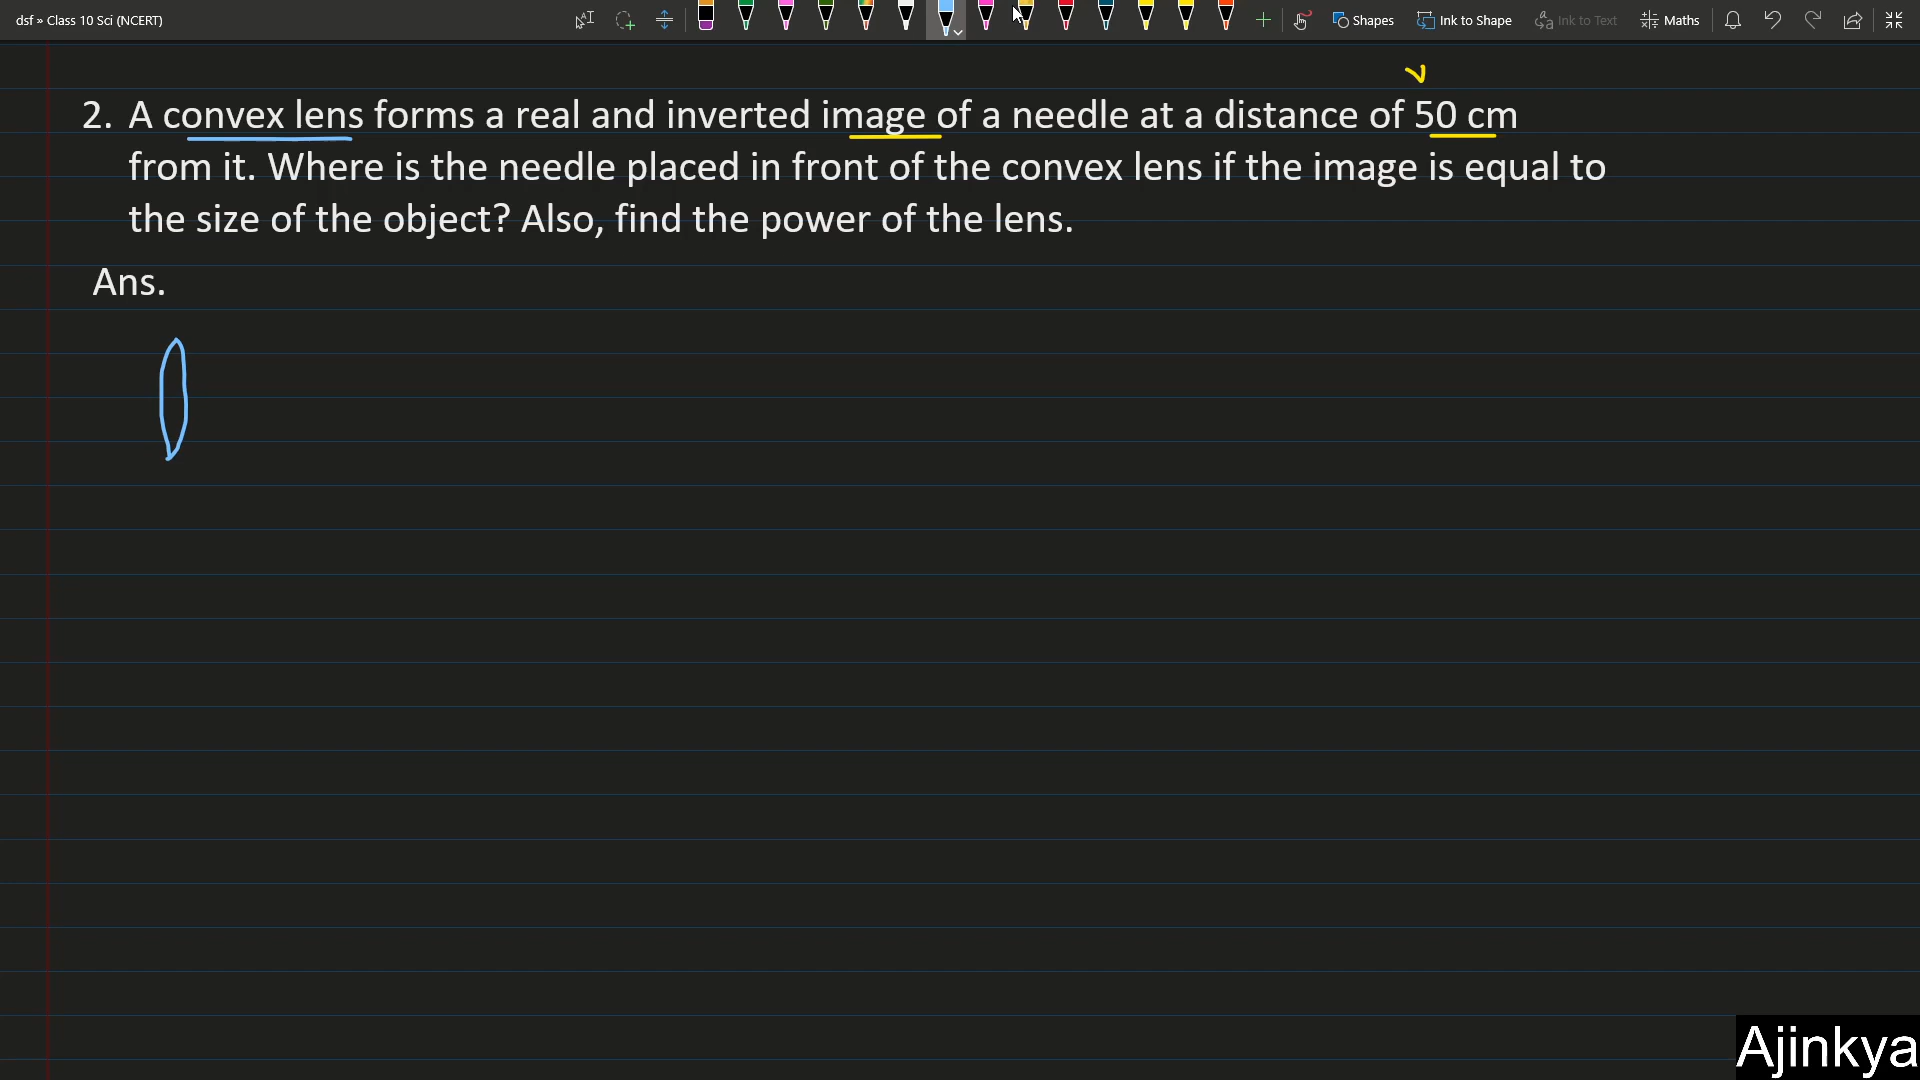 dsf » Class 10 Sci (NCERT)
Shapes
Ink to Shape
Ink to Text
Maths
v
2. A convex lens forms a real and inverted image of a needle at a distance of 50 cm
from it. Where is the needle placed in front of the convex lens if the image is equal to
the size of the object? Also, find the power of the lens.
Ans.
Ajinkya